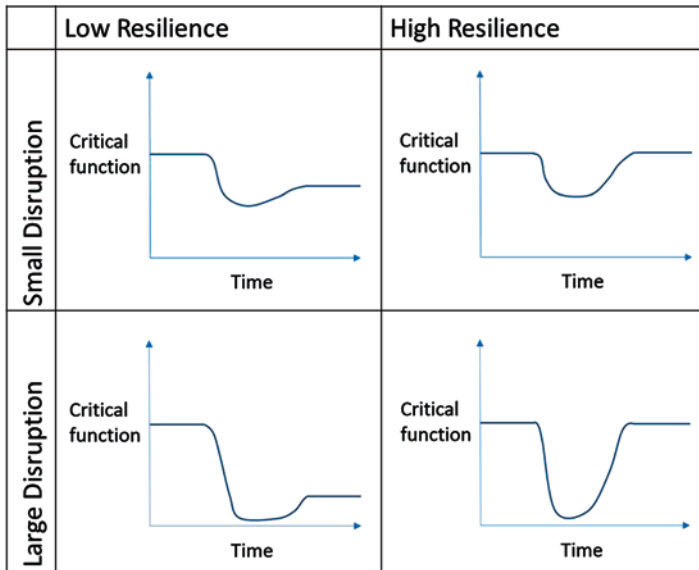 Low Resilience
High Resilience
Small Disruption
Critical
function
Time
Critical
function
Time
Large Disruption
Critical
function
Time
Critical
function
Time